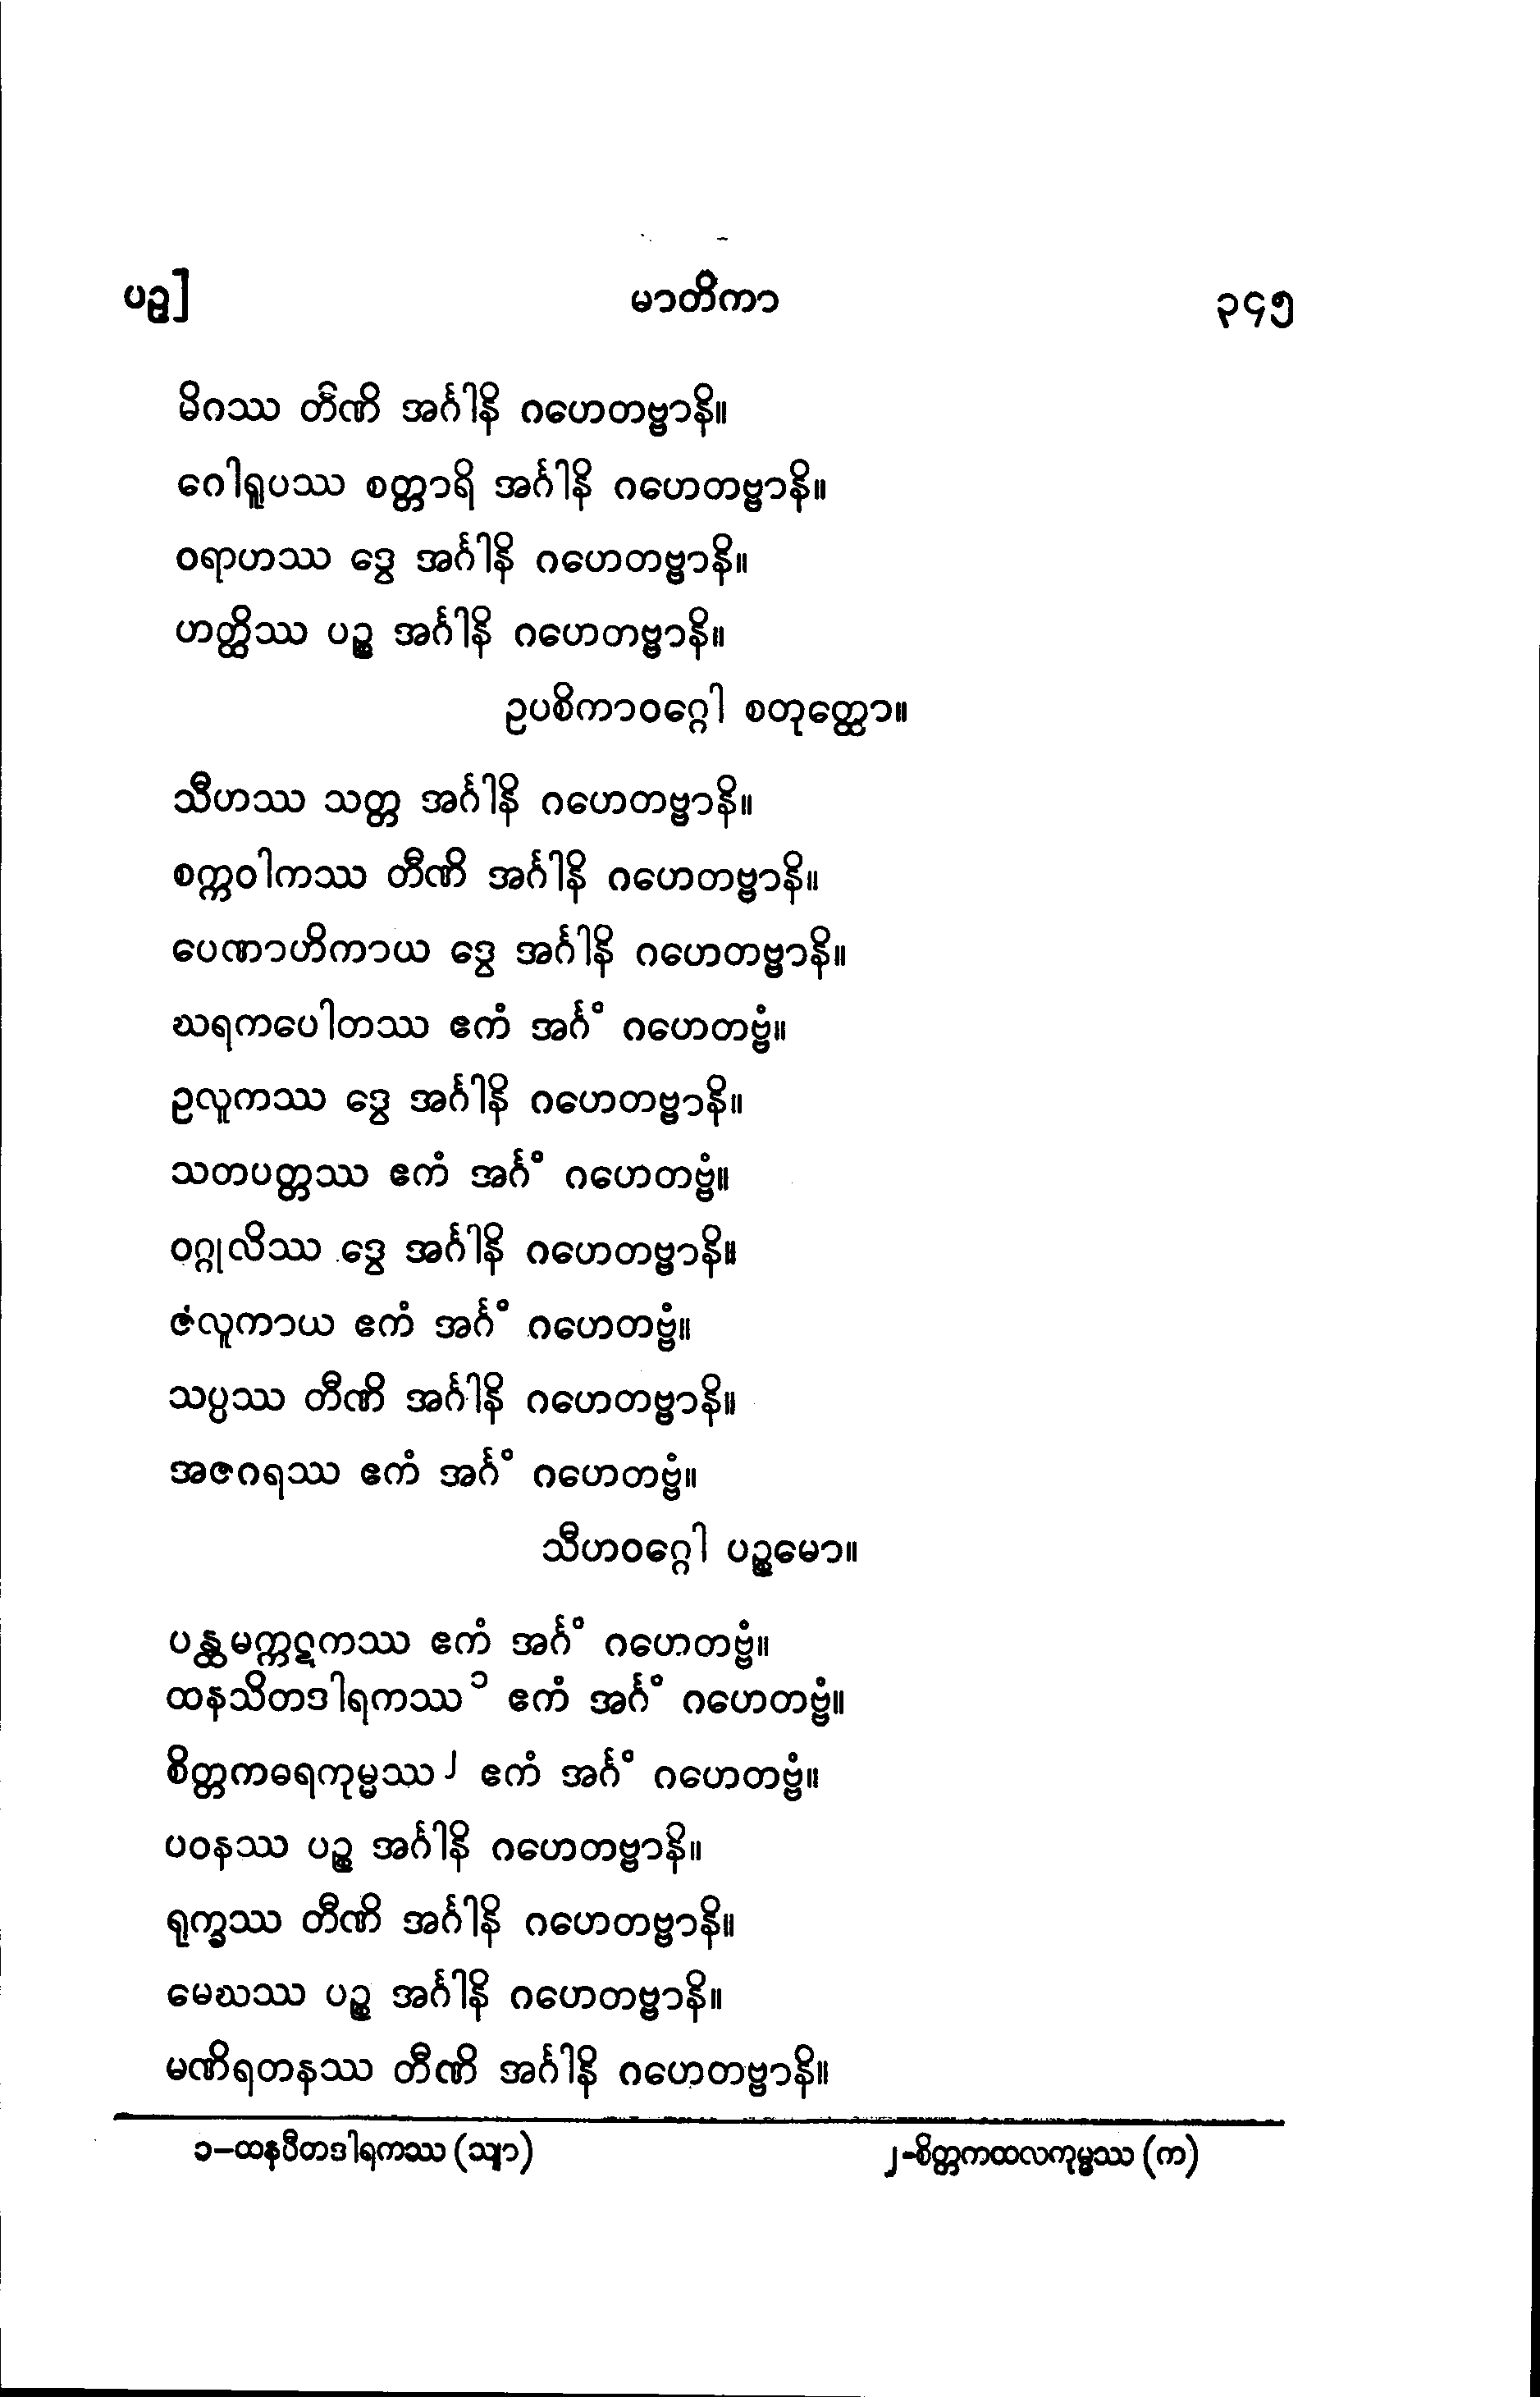 ပဉှ] မာတိကာ ၃၄၅
မိဂဿ တီဏိ အင်္ဂါနိ ဂဟေတဗ္ဗာနိ။
ဂေါရူပဿ စတ္တာရိ အင်္ဂါနိ ဂဟေတဗ္ဗာနိ။
ဝရာဟဿ ဒွေ အင်္ဂါနိ ဂဟေတဗ္ဗာနိ။
ဟတ္ထိဿ ပဉ္စ အင်္ဂါနိ ဂဟေတဗ္ဗာနိ။
ဥပစိကာဝဂ္ဂေါ စတုတ္ထော။
သီဟဿ သတ္တ အင်္ဂါနိ ဂဟေတဗ္ဗာနိ။
စက္ကဝါကဿ တီဏိ အင်္ဂါနိ ဂဟေတဗ္ဗာနိ။
ပေဏာဟိကာယ ဒွေ အင်္ဂါနိ ဂဟေတဗ္ဗာနိ။
ဃရကပေါတဿ ဧကံ အင်္ဂံ ဂဟေတဗ္ဗံ။
ဥလူကဿ ဒွေ အင်္ဂါနိ ဂဟေတဗ္ဗာနိ။
သတပတ္တဿ ဧကံ အင်္ဂံ ဂဟေတဗ္ဗံ။
ဝဂ္ဂုလိဿ ဒွေ အင်္ဂါနိ ဂဟေတဗ္ဗာနိ။
ဇလူကာယ ဧကံ အင်္ဂံ ဂဟေတဗ္ဗံ။
သပ္ပဿ တီဏိ အင်္ဂါနိ ဂဟေတဗ္ဗာနိ။
အဇဂရဿ ဧကံ အင်္ဂံ ဂဟေတဗ္ဗံ။
သီဟဝဂ္ဂေါ ပဉ္စမော။
ပန္ထမက္ကဋကဿ ဧကံ အင်္ဂံ ဂဟေတဗ္ဗံ။
ထနသိတဒါရကဿ ၁ ဧကံ အင်္ဂံ ဂဟေတဗ္ဗံ။
စိတ္တကဓရကုမ္မဿ ၂ ဧကံ အင်္ဂံ ဂဟေတဗ္ဗံ။
ပဝနဿ ပဉ္စ အင်္ဂါနိ ဂဟေတဗ္ဗာနိ။
ရုက္ခဿ တီဏိ အင်္ဂါနိ ဂဟေတဗ္ဗာနိ။
မေဃဿ ပဉ္စ အင်္ဂါနိ ဂဟေတဗ္ဗာနိ။
မဏိရတနဿ တီဏိ အင်္ဂါနိ ဂဟေတဗ္ဗာနိ။
၁–ထနပီတဒါရကဿ (သျာ) ၂-စိတ္တကထလကုမ္မဿ (က)